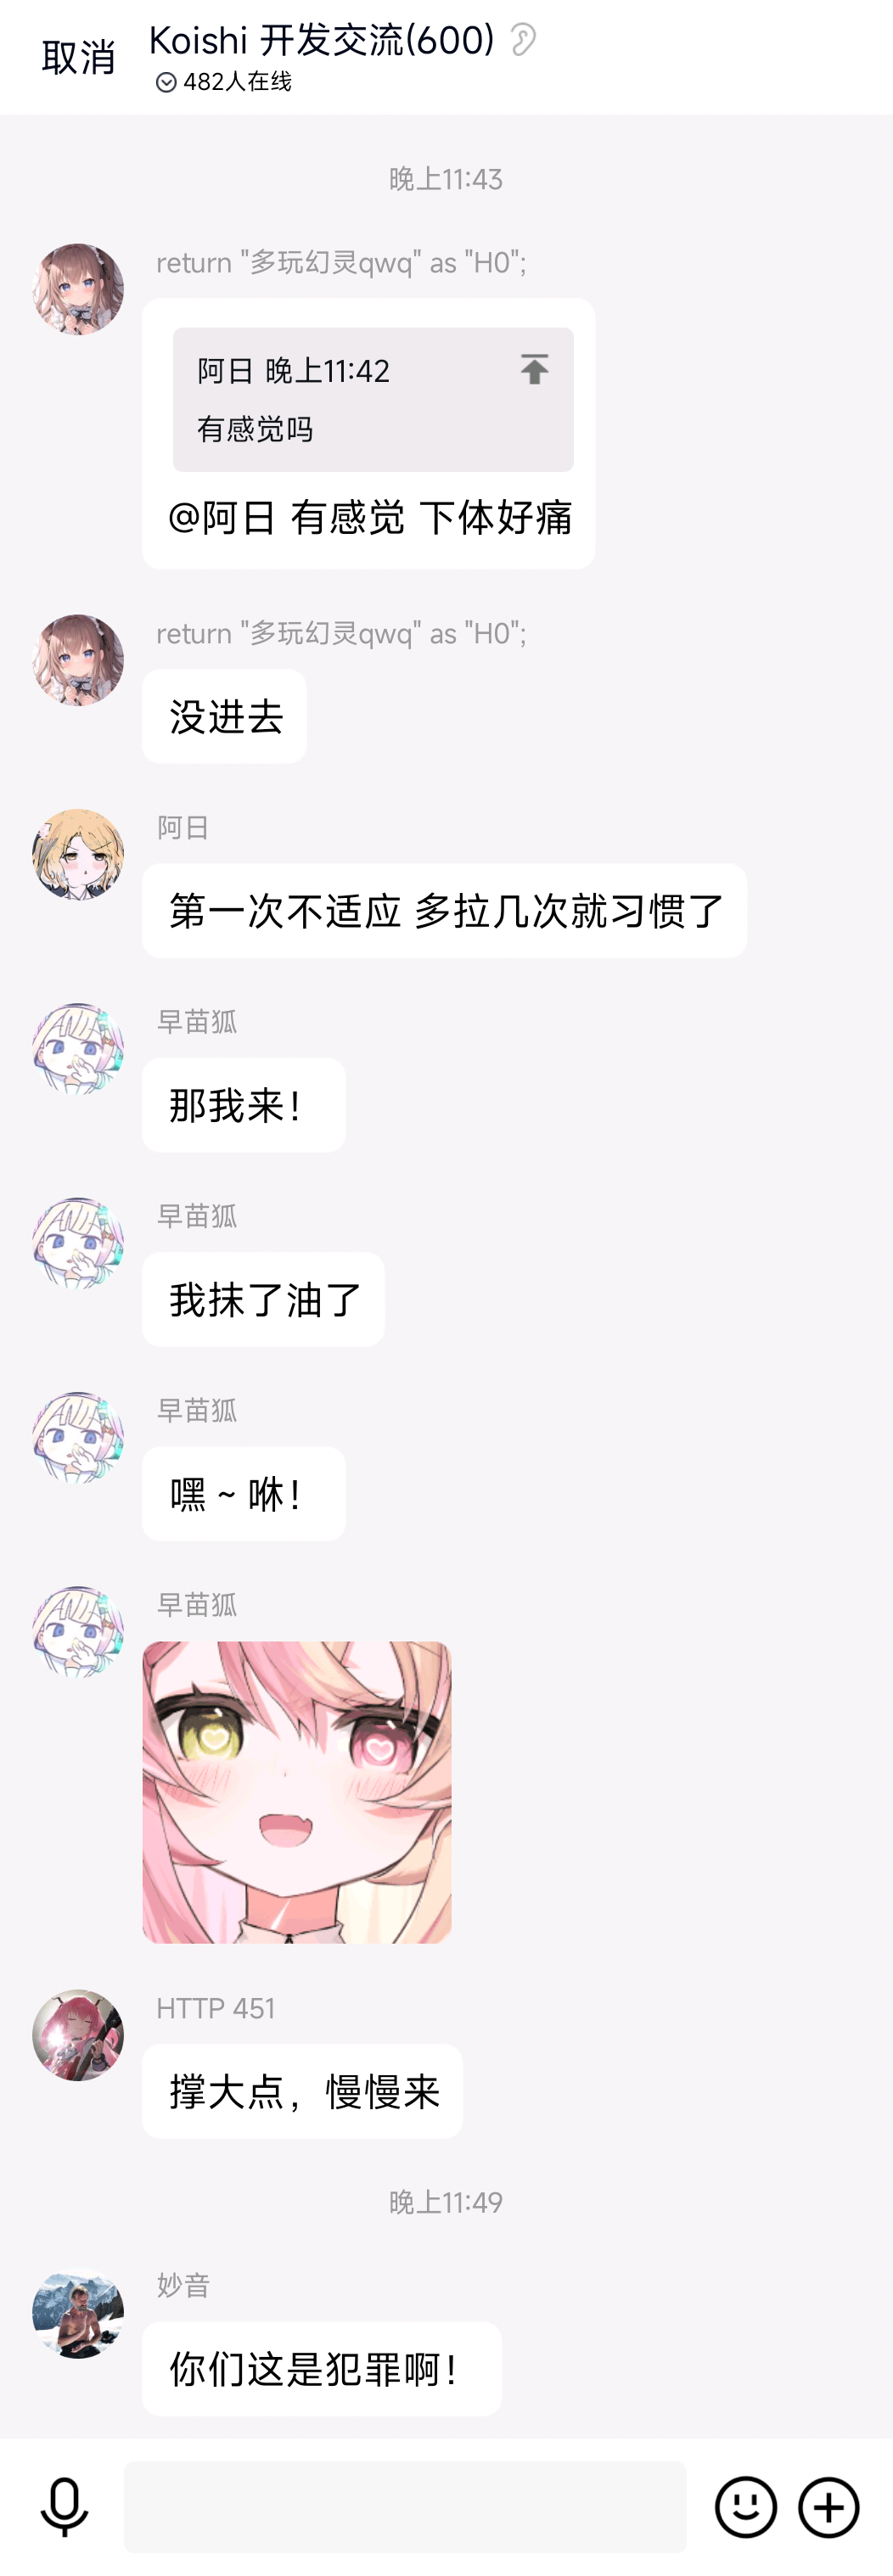 取消
Koishi 开发交流(600)
482人在线
晚上11:43
return "多玩幻灵qwq" as "H0";
阿日 晚上11:42
有感觉吗
@阿日 有感觉 下体好痛
return "多玩幻灵qwq" as "H0";
没进去
阿日
第一次不适应 多拉几次就习惯了
早苗狐
那我来！
早苗狐
我抹了油了
早苗狐
嘿 ~ 咻！
早苗狐
HTTP 451
撑大点，慢慢来
晚上11:49
妙音
你们这是犯罪啊！